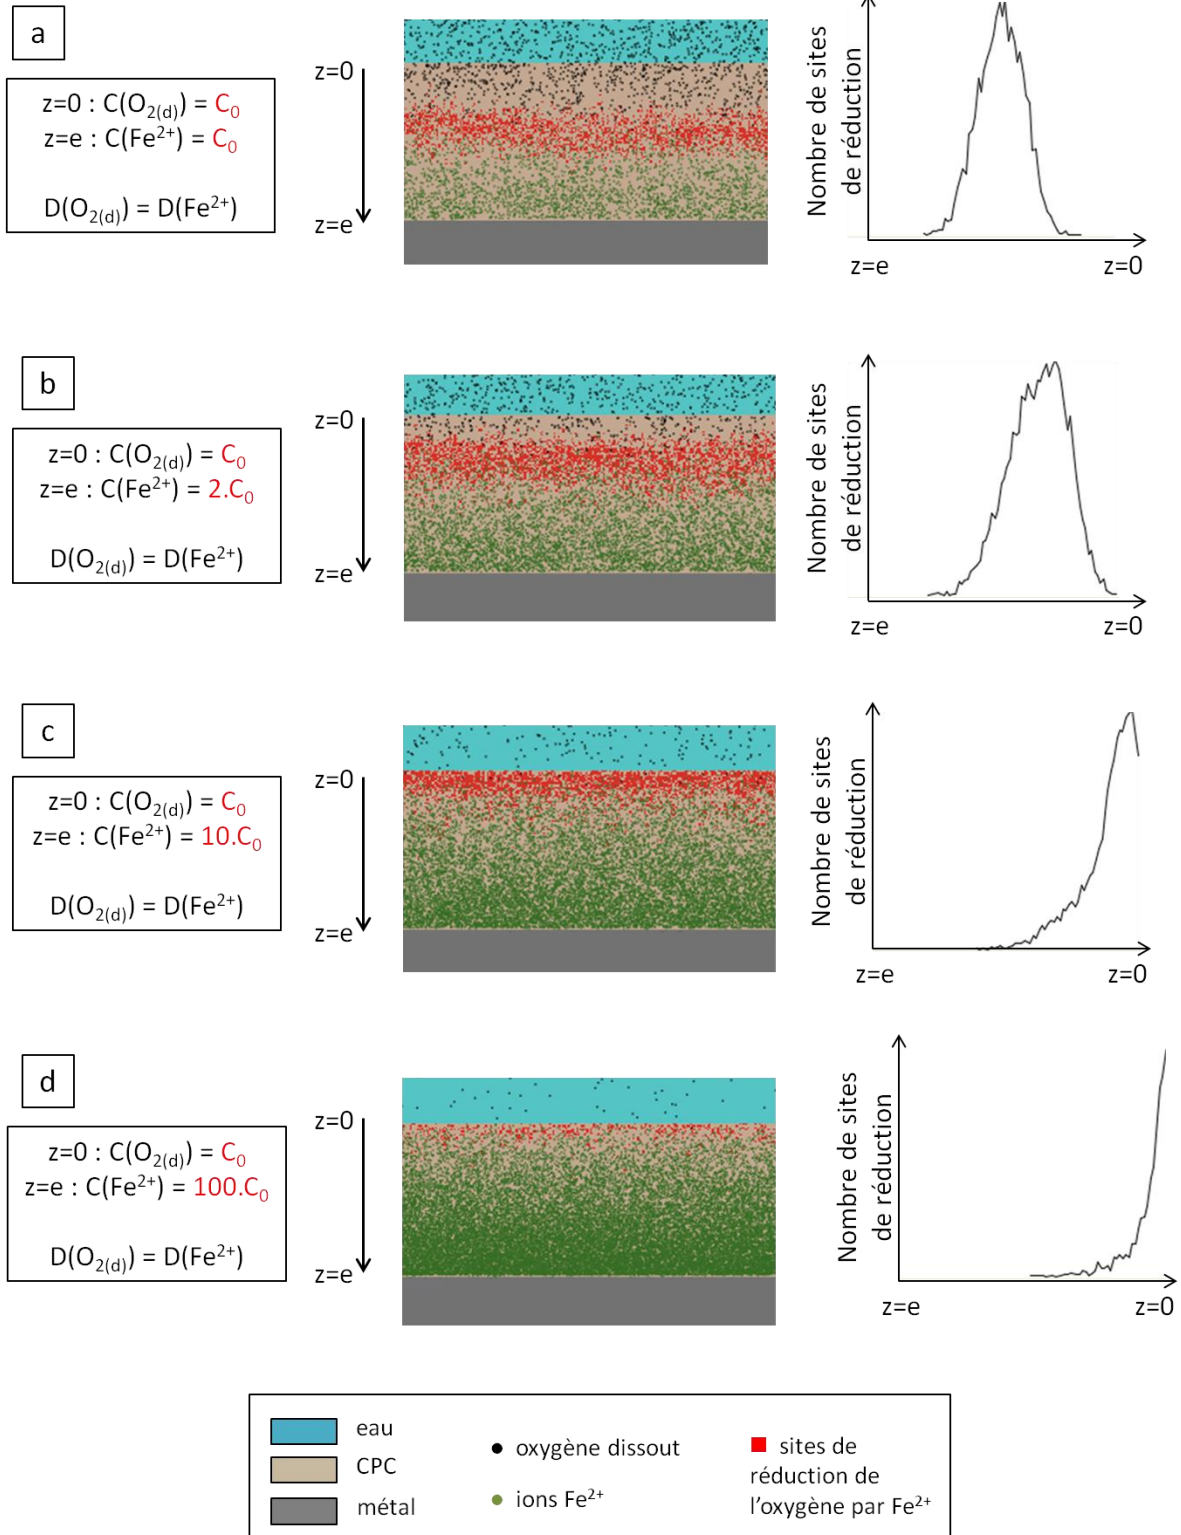 a
z=0 : C(O2(d)) = C0
z=e : C(Fe2+) = C0
D(O2(d)) = D(Fe2+)
z=0
z=e
Nombre de sites
de réduction
z=e
z=0
b
z=0 : C(O2(d)) = C0
z=e : C(Fe2+) = 2.C0
D(O2(d)) = D(Fe2+)
z=0
z=e
Nombre de sites
de réduction
z=e
z=0
c
z=0 : C(O2(d)) = C0
z=e : C(Fe2+) = 10.C0
D(O2(d)) = D(Fe2+)
z=0
z=e
Nombre de sites
de réduction
z=e
z=0
d
z=0 : C(O2(d)) = C0
z=e : C(Fe2+) = 100.C0
D(O2(d)) = D(Fe2+)
z=0
z=e
Nombre de sites
de réduction
z=e
z=0
eau
CPC
métal
oxygène dissout
ions Fe2+
sites de
réduction de
l'oxygène par Fe2+